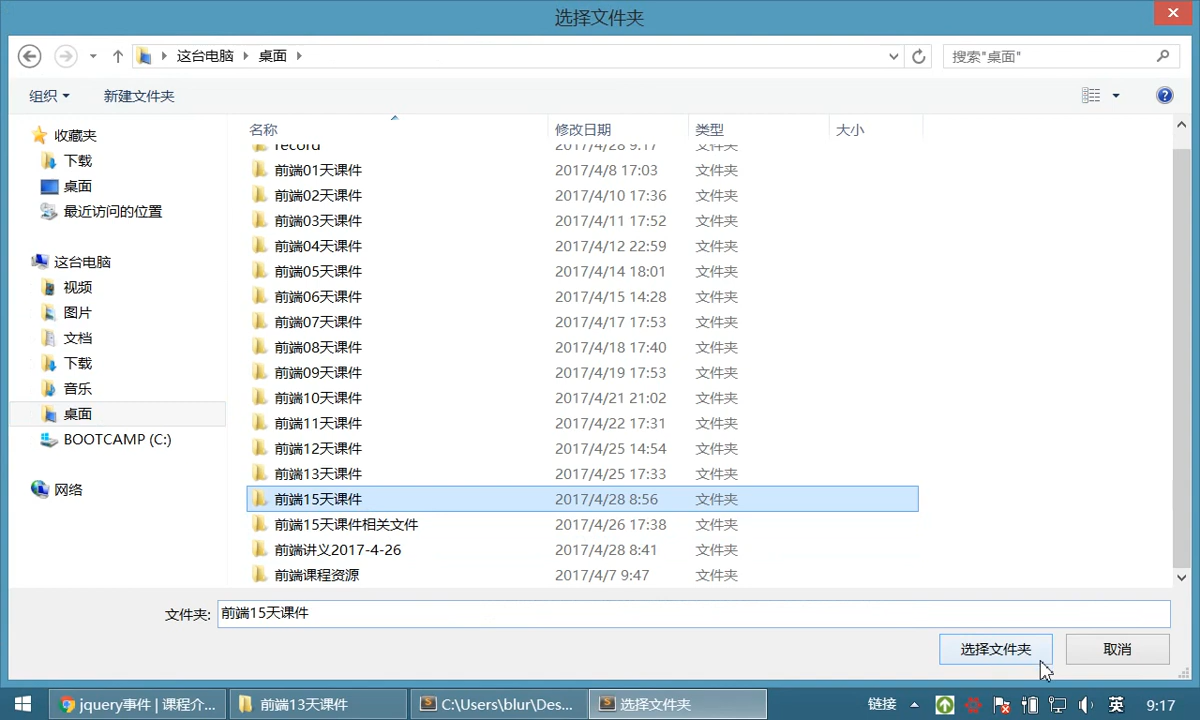 选择文件夹
这台电脑 桌面
搜索"桌面"
组织 新建文件夹
名称 修改日期 类型 大小
收藏夹
下载
桌面
最近访问的位置
这台电脑
视频
图片
文档
下载
音乐
桌面
BOOTCAMP (C:)
网络
record 2017/4/28 9:17 文件夹
前端01天课件 2017/4/8 17:03 文件夹
前端02天课件 2017/4/10 17:36 文件夹
前端03天课件 2017/4/11 17:52 文件夹
前端04天课件 2017/4/12 22:59 文件夹
前端05天课件 2017/4/14 18:01 文件夹
前端06天课件 2017/4/15 14:28 文件夹
前端07天课件 2017/4/17 17:53 文件夹
前端08天课件 2017/4/18 17:40 文件夹
前端09天课件 2017/4/19 17:53 文件夹
前端10天课件 2017/4/21 21:02 文件夹
前端11天课件 2017/4/22 17:31 文件夹
前端12天课件 2017/4/25 14:54 文件夹
前端13天课件 2017/4/25 17:33 文件夹
前端15天课件 2017/4/28 8:56 文件夹
前端15天课件相关文件 2017/4/26 17:38 文件夹
前端讲义2017-4-26 2017/4/28 8:41 文件夹
前端课程资源 2017/4/7 9:47 文件夹
文件夹: 前端15天课件
选择文件夹 取消
jquery事件 | 课程介... 前端13天课件 C:\Users\blur\Des... 选择文件夹 链接 英 9:17